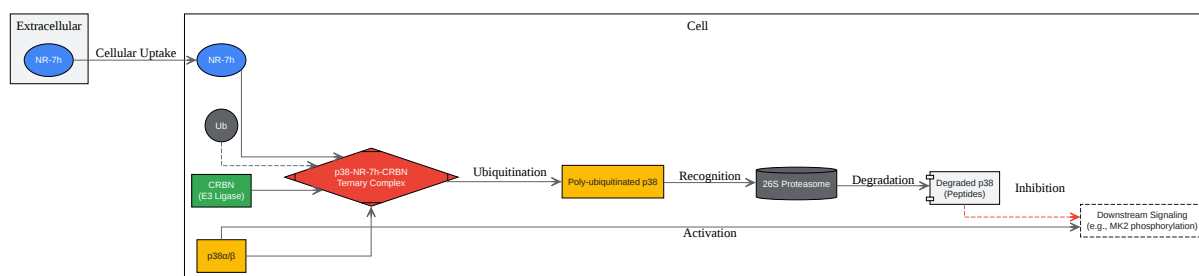 Extracellular
Cell
NR-7h
Cellular Uptake
NR-7h
Ub
CRBN
(E3 Ligase)
p38α/β
p38-NR-7h-CRBN
Ternary Complex
Ubiquitination
Poly-ubiquitinated p38
Recognition
26S Proteasome
Degradation
Degraded p38
(Peptides)
Inhibition
Activation
Downstream Signaling
(e.g., MK2 phosphorylation)